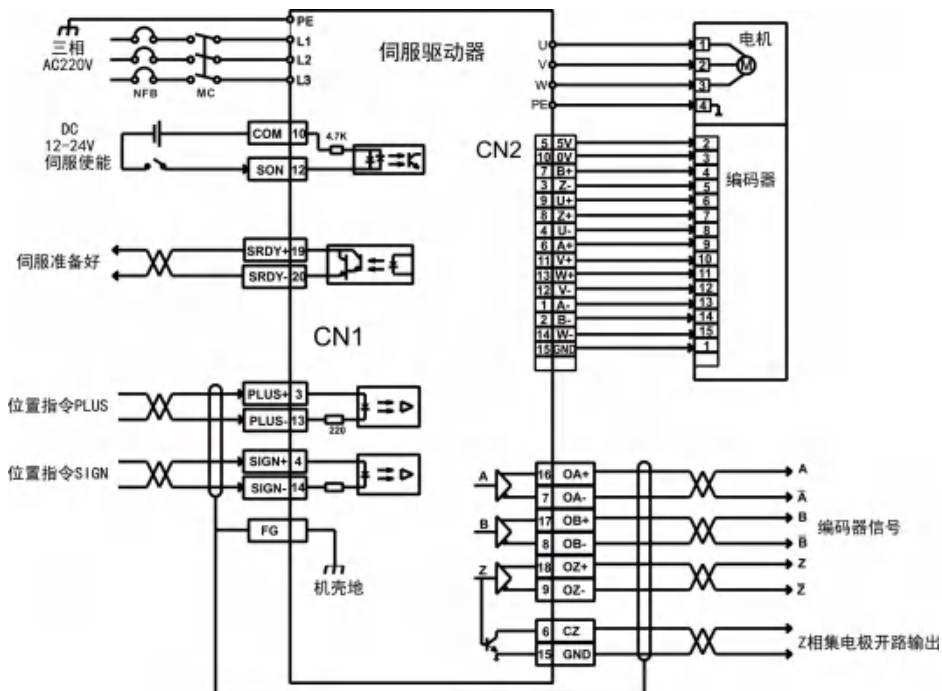 PE
三相
AC220V
L1
L2
L3
NFB
MC
伺服驱动器
U
V
W
PE
1
2
3
4
电机
M
DC
12-24V
伺服使能
COM 10
4.7K
SON 12
CN2
5 5V 2
10 0V 3
7 B+ 4
3 Z- 5
9 U+ 6
8 Z+ 7
4 U- 8
6 A+ 9
11 V+ 10
13 W+ 11
12 V- 12
1 A- 13
2 B- 14
14 W- 15
15 GND 1
编码器
伺服准备好
SRDY+ 19
SRDY- 20
CN1
位置指令PLUS
PLUS+ 3
PLUS- 13
220
位置指令SIGN
SIGN+ 4
SIGN- 14
FG
机壳地
A
16 OA+
A
7 OA-
A̅
B
17 OB+
B
8 OB-
B̅
编码器信号
Z
18 OZ+
Z
9 OZ-
Z̅
6 CZ
15 GND
Z相集电极开路输出